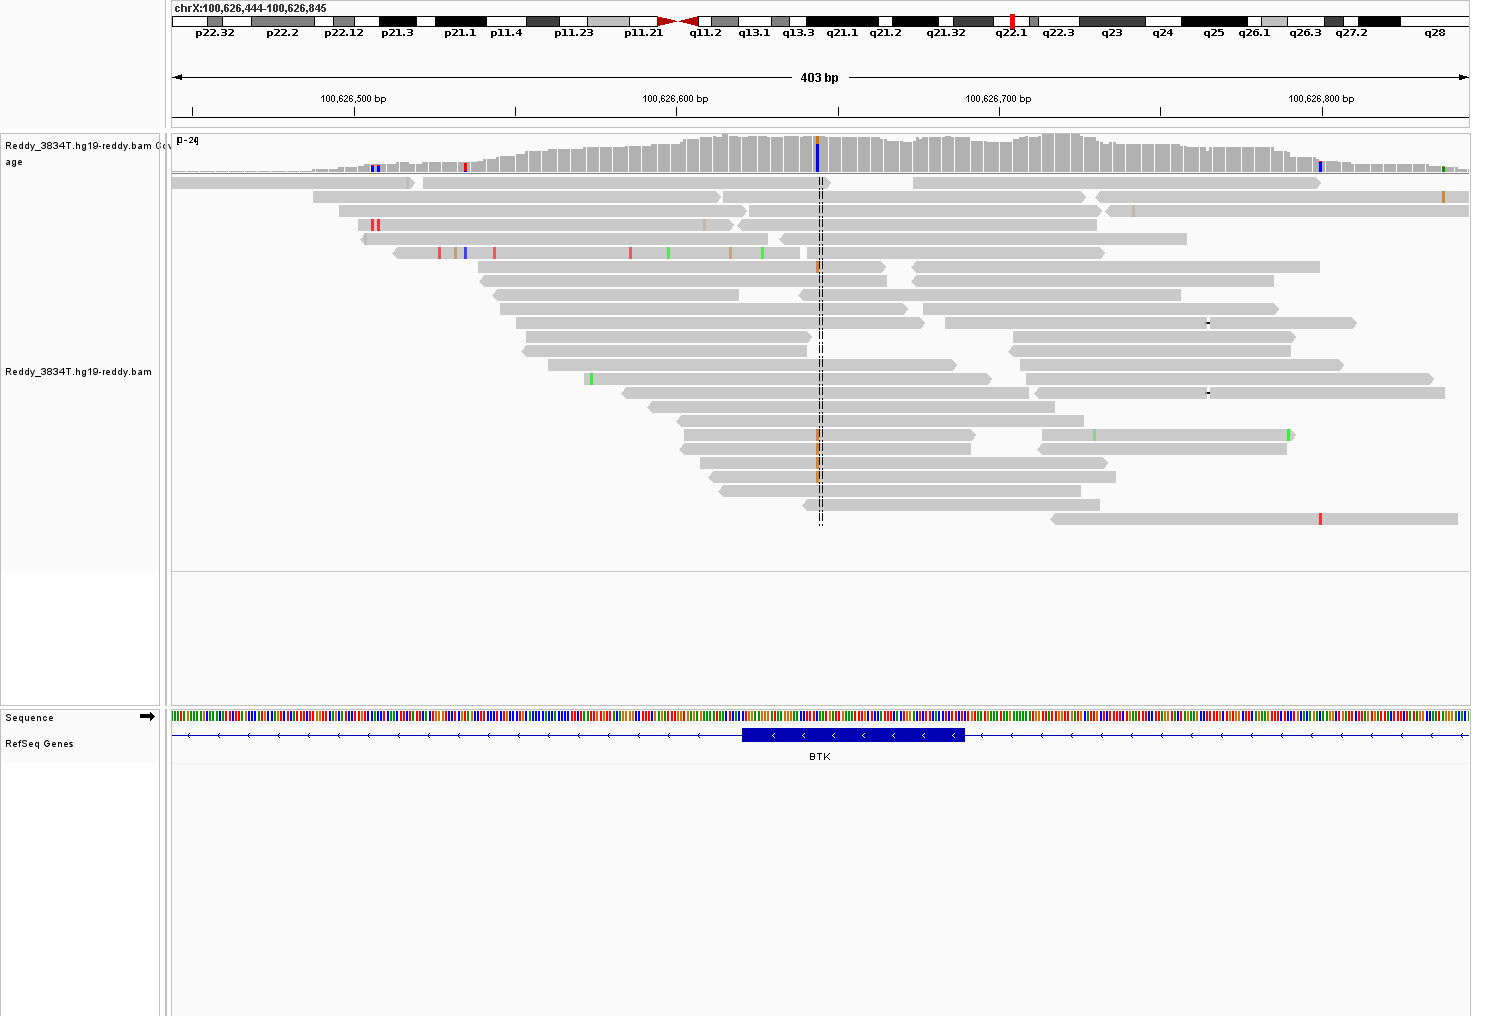 chrX:100,626,444-100,626,845
p22.32 p22.2 p22.12 p21.3 p21.1 p11.4 p11.23 p11.21 q11.2 q13.1 q13.3 q21.1 q21.2 q21.32 q22.1 q22.3 q23 q24 q25 q26.1 q26.3 q27.2 q28
403 bp
100,626,500 bp 100,626,600 bp 100,626,700 bp 100,626,800 bp
[0-24]
Reddy_3834T.hg19-reddy.bam Cov
age
Reddy_3834T.hg19-reddy.bam
Sequence
RefSeq Genes
BTK